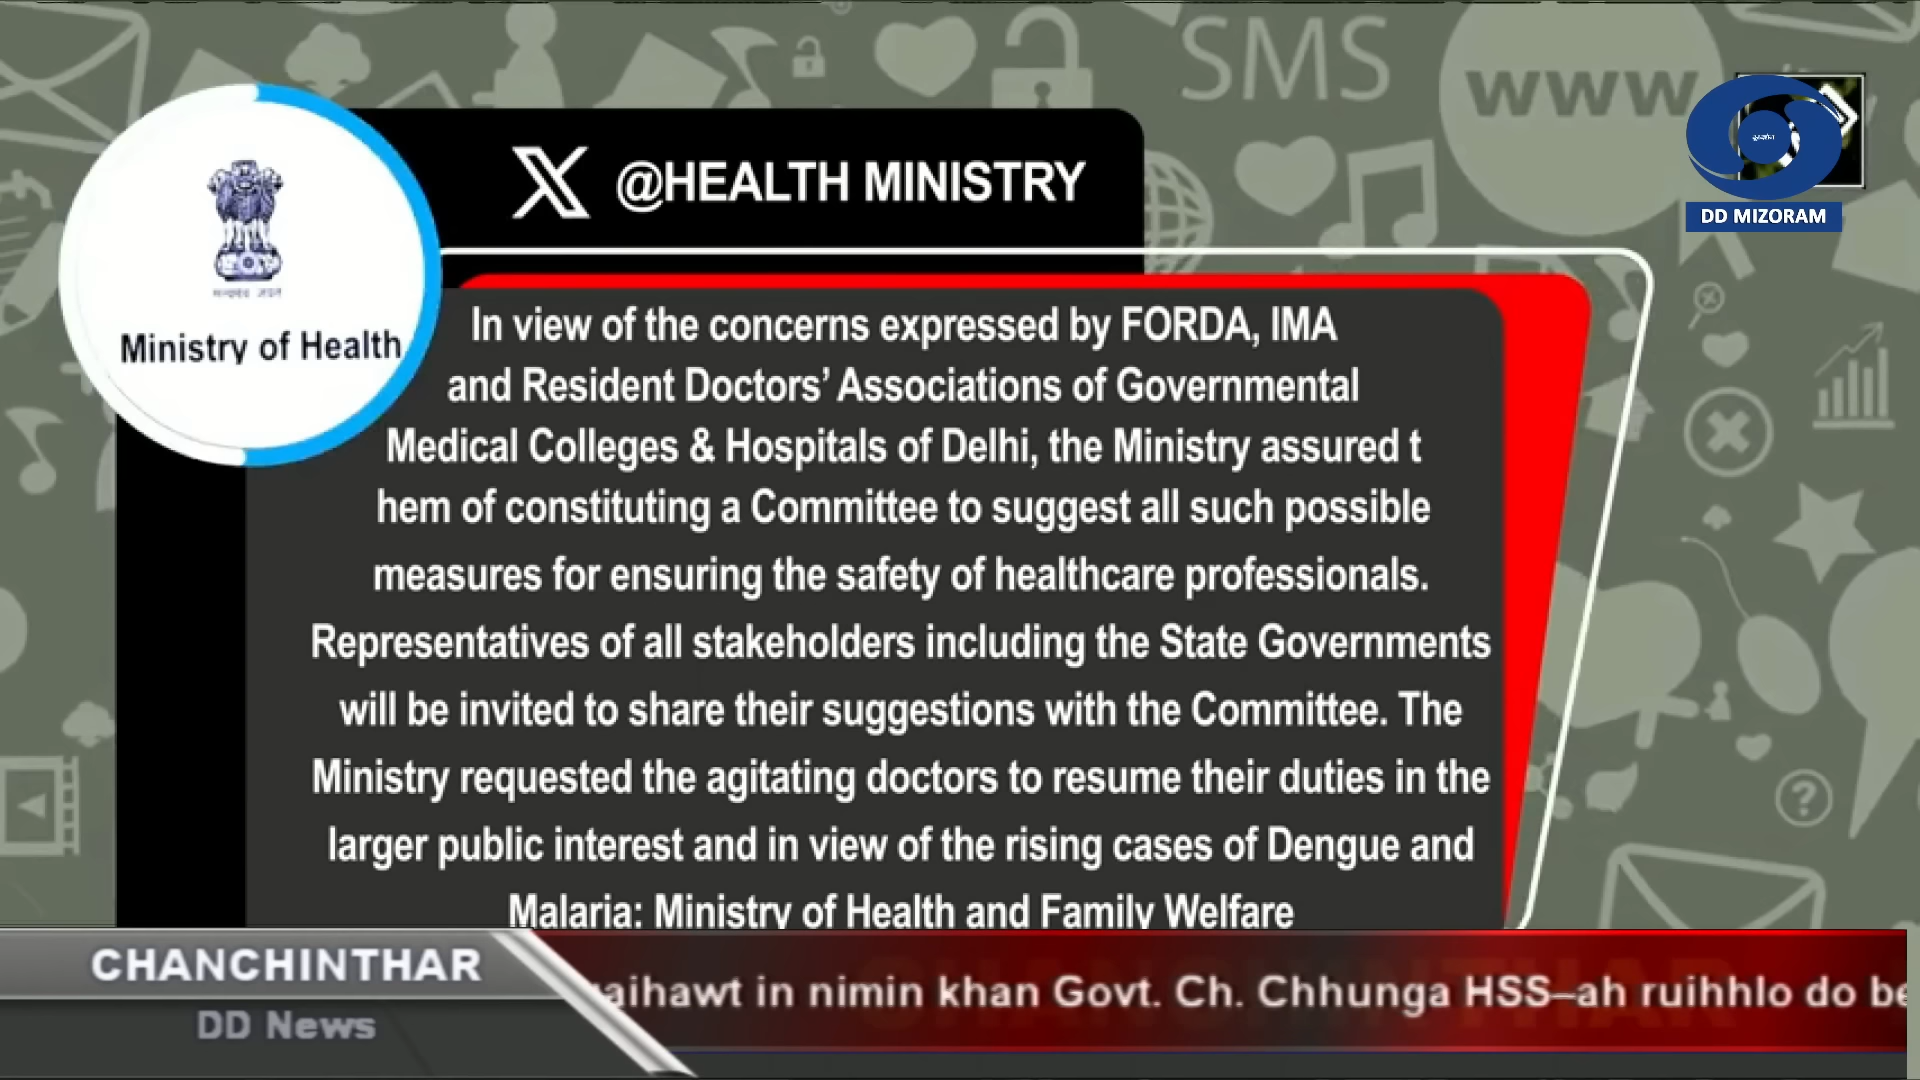 SMS
www
DD MIZORAM
@HEALTH MINISTRY
Ministry of Health
In view of the concerns expressed by FORDA, IMA
and Resident Doctors’ Associations of Governmental
Medical Colleges & Hospitals of Delhi, the Ministry assured t
hem of constituting a Committee to suggest all such possible
measures for ensuring the safety of healthcare professionals.
Representatives of all stakeholders including the State Governments
will be invited to share their suggestions with the Committee. The
Ministry requested the agitating doctors to resume their duties in the
larger public interest and in view of the rising cases of Dengue and
Malaria: Ministry of Health and Family Welfare
CHANCHINTHAR
DD News
in nimin khan Govt. Ch. Chhunga HSS–ah ruihhlo do